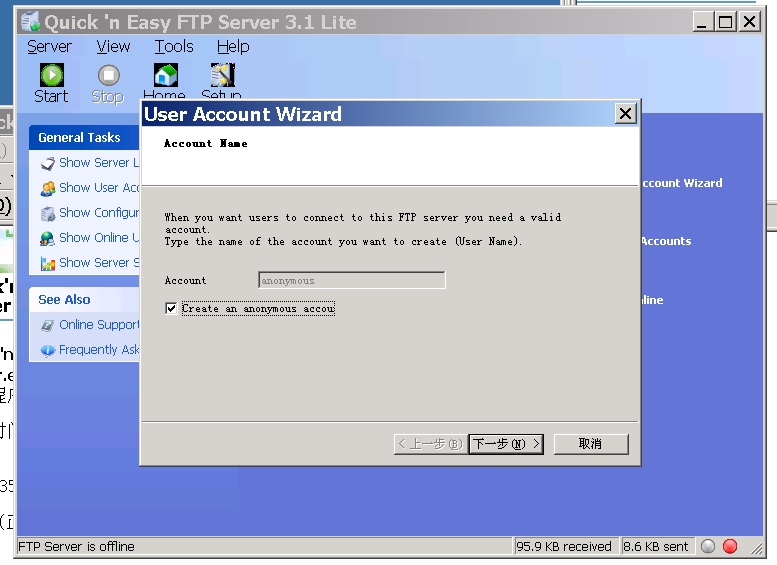 Quick 'n Easy FTP Server 3.1 Lite
Server View Tools Help
Start Stop Home Setup
User Account Wizard
Account Name
General Tasks
Show Server L
Show User Acc
Show Configur
Show Online U
Show Server S
See Also
Online Support
Frequently Ask
When you want users to connect to this FTP server you need a valid
account.
Type the name of the account you want to create (User Name).
Account anonymous
Create an anonymous accou
ccount Wizard
Accounts
line
< 上一步(B) 下一步(N) > 取消
FTP Server is offline 95.9 KB received 8.6 KB sent